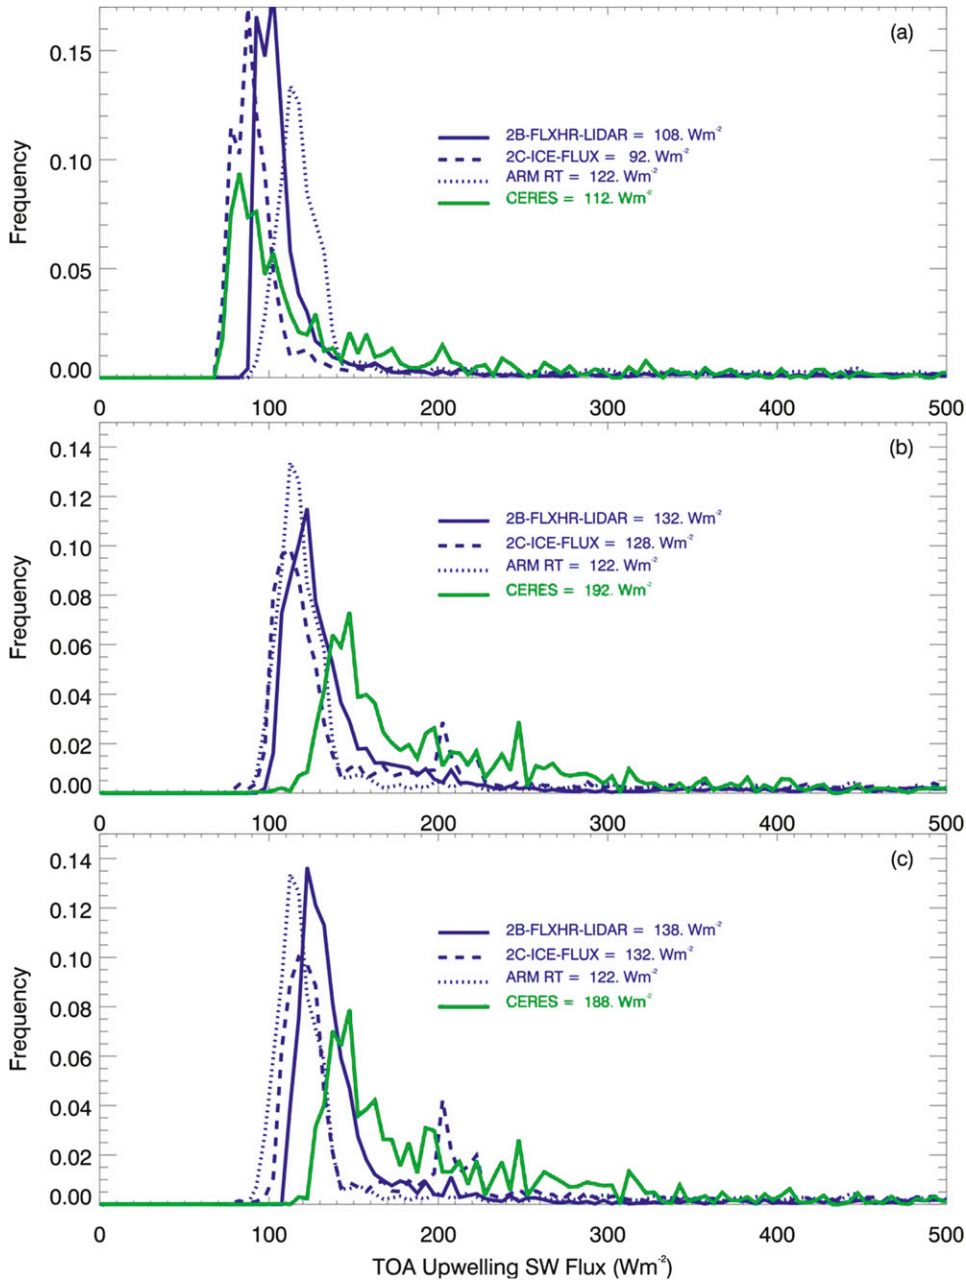 (a)
0.15
0.10
0.05
0.00
Frequency
2B-FLXHR-LIDAR = 108. Wm-2
2C-ICE-FLUX = 92. Wm-2
ARM RT = 122. Wm-2
CERES = 112. Wm-2
0 100 200 300 400 500
(b)
0.14
0.12
0.10
0.08
0.06
0.04
0.02
0.00
Frequency
2B-FLXHR-LIDAR = 132. Wm-2
2C-ICE-FLUX = 128. Wm-2
ARM RT = 122. Wm-2
CERES = 192. Wm-2
0 100 200 300 400 500
(c)
0.14
0.12
0.10
0.08
0.06
0.04
0.02
0.00
Frequency
2B-FLXHR-LIDAR = 138. Wm-2
2C-ICE-FLUX = 132. Wm-2
ARM RT = 122. Wm-2
CERES = 188. Wm-2
0 100 200 300 400 500
TOA Upwelling SW Flux (Wm-2)